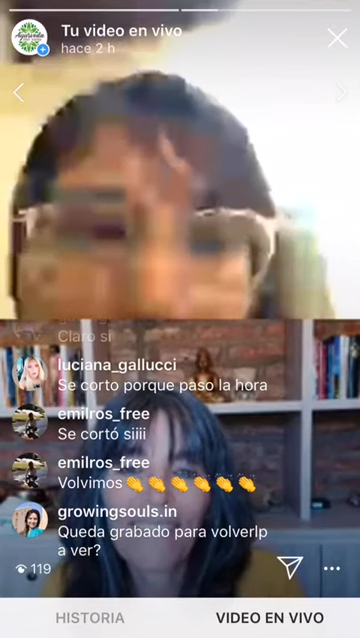 Ayurveda
Tu video en vivo
hace 2 h
Claro si
luciana_gallucci
Se corto porque paso la hora
emilros_free
Se cortó siiii
emilros_free
Volvimos 👏👏👏👏👏👏
growingsouls.in
Queda grabado para volverlp
a ver?
119
HISTORIA
VIDEO EN VIVO